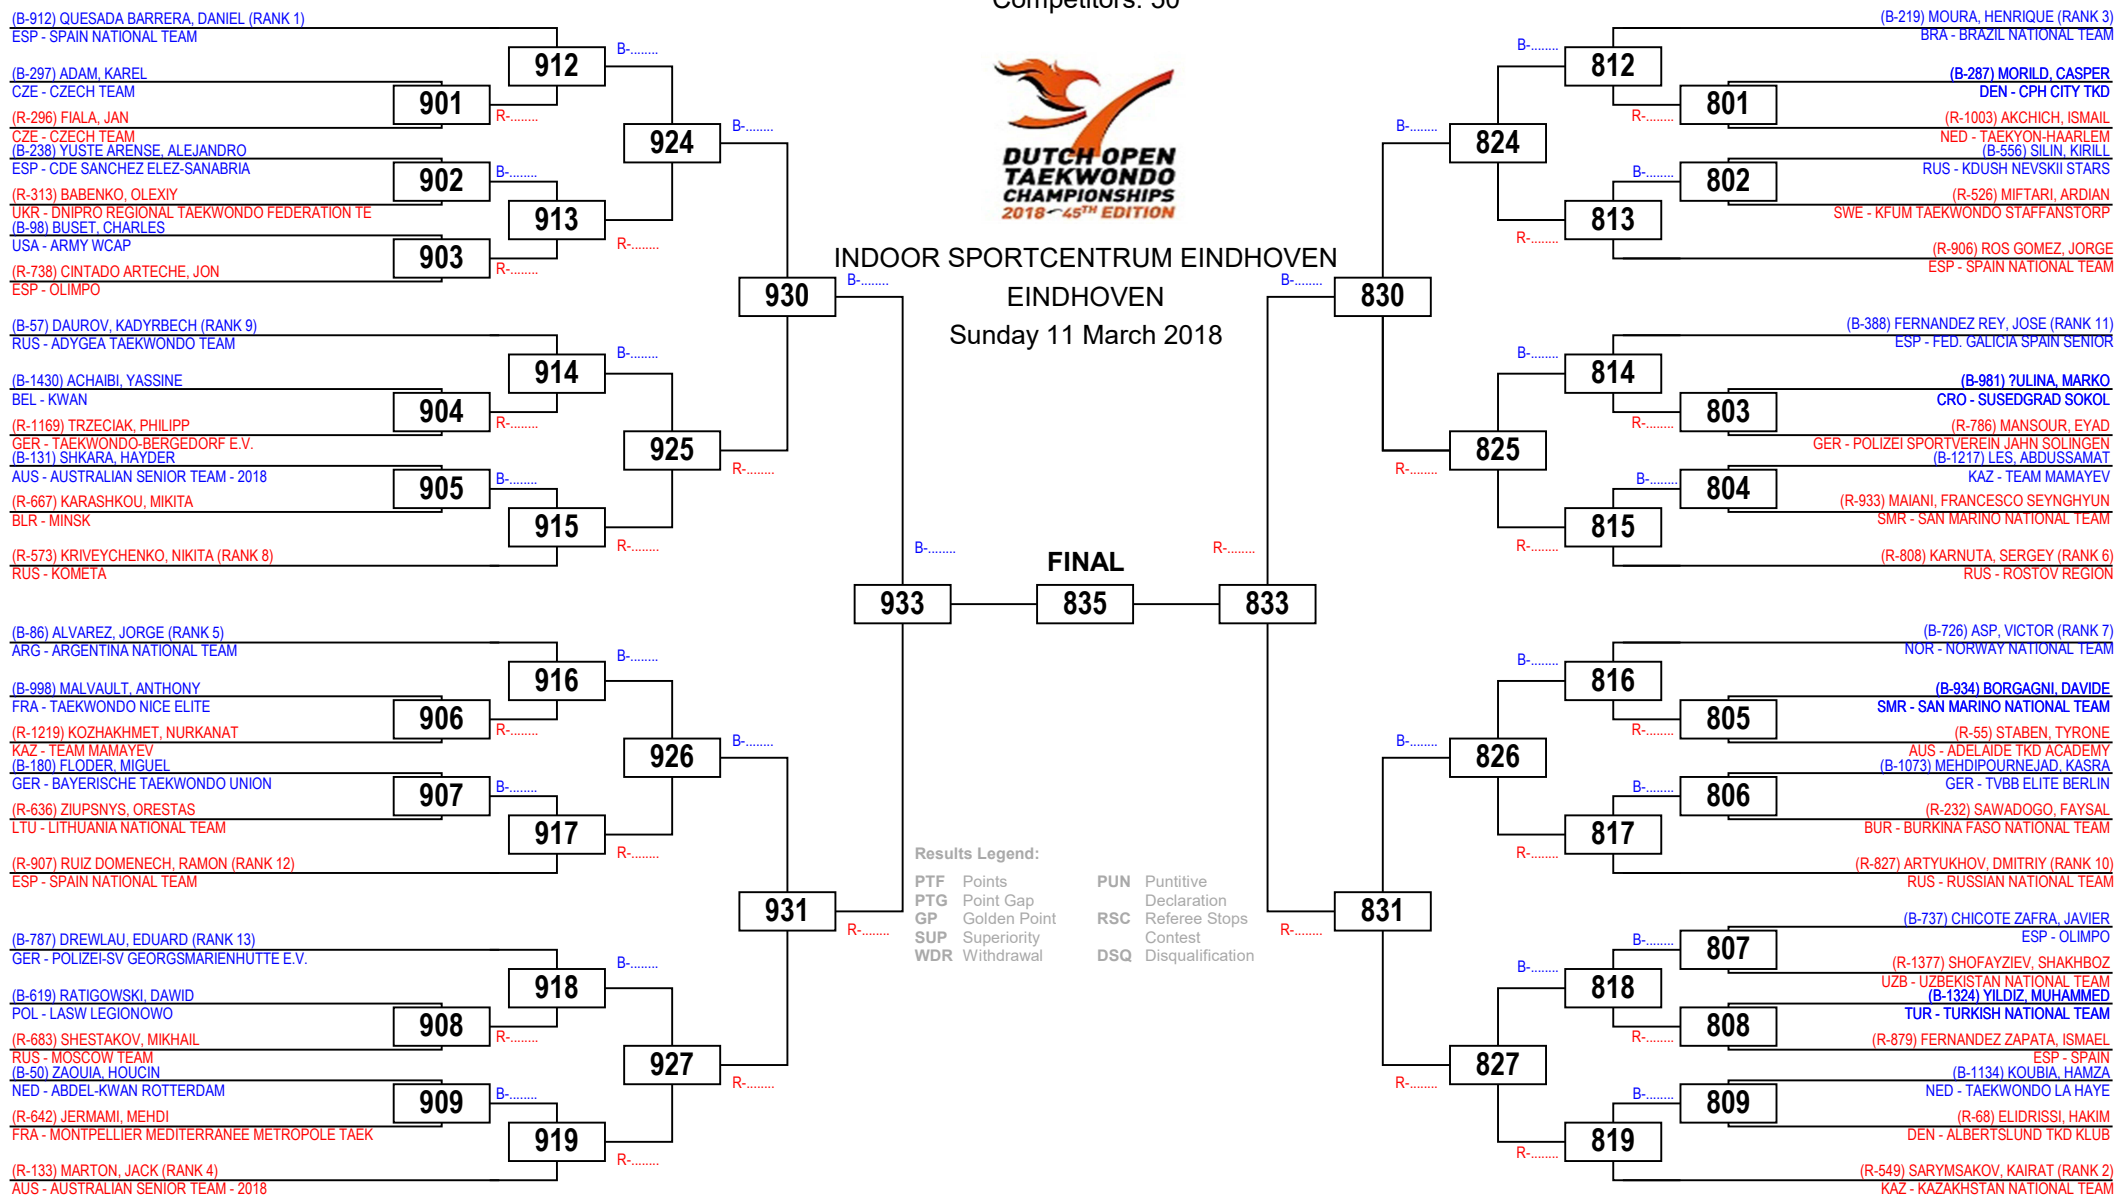 Competitors: 50
(B-912) QUESADA BARRERA, DANIEL (RANK 1)
ESP - SPAIN NATIONAL TEAM
912
B-........
(B-297) ADAM, KAREL
CZE - CZECH TEAM
901
R-........
(R-296) FIALA, JAN
CZE - CZECH TEAM
924
B-........
(B-238) YUSTE ARENSE, ALEJANDRO
ESP - CDE SANCHEZ ELEZ-SANABRIA
902
B-........
(R-313) BABENKO, OLEXIY
UKR - DNIPRO REGIONAL TAEKWONDO FEDERATION TE
913
R-........
(B-98) BUSET, CHARLES
USA - ARMY WCAP
903
R-........
(R-738) CINTADO ARTECHE, JON
ESP - OLIMPO
930
B-........
(B-57) DAUROV, KADYRBECH (RANK 9)
RUS - ADYGEA TAEKWONDO TEAM
914
B-........
(B-1430) ACHAIBI, YASSINE
BEL - KWAN
904
R-........
(R-1169) TRZECIAK, PHILIPP
GER - TAEKWONDO-BERGEDORF E.V.
925
R-........
(B-131) SHKARA, HAYDER
AUS - AUSTRALIAN SENIOR TEAM - 2018
905
B-........
(R-667) KARASHKOU, MIKITA
BLR - MINSK
915
R-........
(R-573) KRIVEYCHENKO, NIKITA (RANK 8)
RUS - KOMETA
B-........
933
(B-86) ALVAREZ, JORGE (RANK 5)
ARG - ARGENTINA NATIONAL TEAM
916
B-........
(B-998) MALVAULT, ANTHONY
FRA - TAEKWONDO NICE ELITE
906
R-........
(R-1219) KOZHAKHMET, NURKANAT
KAZ - TEAM MAMAYEV
926
B-........
(B-180) FLODER, MIGUEL
GER - BAYERISCHE TAEKWONDO UNION
907
B-........
(R-636) ZIUPSNYS, ORESTAS
LTU - LITHUANIA NATIONAL TEAM
917
R-........
(R-907) RUIZ DOMENECH, RAMON (RANK 12)
ESP - SPAIN NATIONAL TEAM
931
R-........
(B-787) DREWLAU, EDUARD (RANK 13)
GER - POLIZEI-SV GEORGSMARIENHUTTE E.V.
918
B-........
(B-619) RATIGOWSKI, DAWID
POL - LASW LEGIONOWO
908
R-........
(R-683) SHESTAKOV, MIKHAIL
RUS - MOSCOW TEAM
927
R-........
(B-50) ZAOUIA, HOUCIN
NED - ABDEL-KWAN ROTTERDAM
909
B-........
(R-642) JERMAMI, MEHDI
FRA - MONTPELLIER MEDITERRANEE METROPOLE TAEK
919
R-........
(R-133) MARTON, JACK (RANK 4)
AUS - AUSTRALIAN SENIOR TEAM - 2018
DUTCH OPEN
TAEKWONDO
CHAMPIONSHIPS
2018 - 45TH EDITION
INDOOR SPORTCENTRUM EINDHOVEN
EINDHOVEN
Sunday 11 March 2018
FINAL
835
Results Legend:
PTF Points
PTG Point Gap
GP Golden Point
SUP Superiority
WDR Withdrawal
PUN Puntitive
Declaration
RSC Referee Stops
Contest
DSQ Disqualification
(B-219) MOURA, HENRIQUE (RANK 3)
BRA - BRAZIL NATIONAL TEAM
B-........
812
(B-287) MORILD, CASPER
DEN - CPH CITY TKD
801
R-........
(R-1003) AKCHICH, ISMAIL
NED - TAEKYON-HAARLEM
B-........
824
(B-556) SILIN, KIRILL
RUS - KDUSH NEVSKII STARS
B-........
802
(R-526) MIFTARI, ARDIAN
SWE - KFUM TAEKWONDO STAFFANSTORP
R-........
813
(R-906) ROS GOMEZ, JORGE
ESP - SPAIN NATIONAL TEAM
B-........
830
(B-388) FERNANDEZ REY, JOSE (RANK 11)
ESP - FED. GALICIA SPAIN SENIOR
B-........
814
(B-981) ?ULINA, MARKO
CRO - SUSEDGRAD SOKOL
803
R-........
(R-786) MANSOUR, EYAD
GER - POLIZEI SPORTVEREIN JAHN SOLINGEN
R-........
825
(B-1217) LES, ABDUSSAMAT
KAZ - TEAM MAMAYEV
B-........
804
(R-933) MAIANI, FRANCESCO SEYNGHYUN
SMR - SAN MARINO NATIONAL TEAM
R-........
815
(R-808) KARNUTA, SERGEY (RANK 6)
RUS - ROSTOV REGION
R-........
833
(B-726) ASP, VICTOR (RANK 7)
NOR - NORWAY NATIONAL TEAM
B-........
816
(B-934) BORGAGNI, DAVIDE
SMR - SAN MARINO NATIONAL TEAM
805
R-........
(R-55) STABEN, TYRONE
AUS - ADELAIDE TKD ACADEMY
B-........
826
(B-1073) MEHDIPOURNEJAD, KASRA
GER - TVBB ELITE BERLIN
B-........
806
(R-232) SAWADOGO, FAYSAL
BUR - BURKINA FASO NATIONAL TEAM
R-........
817
(R-827) ARTYUKHOV, DMITRIY (RANK 10)
RUS - RUSSIAN NATIONAL TEAM
R-........
831
(B-737) CHICOTE ZAFRA, JAVIER
ESP - OLIMPO
B-........
807
(R-1377) SHOFAYZIEV, SHAKHBOZ
UZB - UZBEKISTAN NATIONAL TEAM
B-........
818
(B-1324) YILDIZ, MUHAMMED
TUR - TURKISH NATIONAL TEAM
808
R-........
(R-879) FERNANDEZ ZAPATA, ISMAEL
ESP - SPAIN
R-........
827
(B-1134) KOUBIA, HAMZA
NED - TAEKWONDO LA HAYE
B-........
809
(R-68) ELIDRISSI, HAKIM
DEN - ALBERTSLUND TKD KLUB
R-........
819
(R-549) SARYMSAKOV, KAIRAT (RANK 2)
KAZ - KAZAKHSTAN NATIONAL TEAM